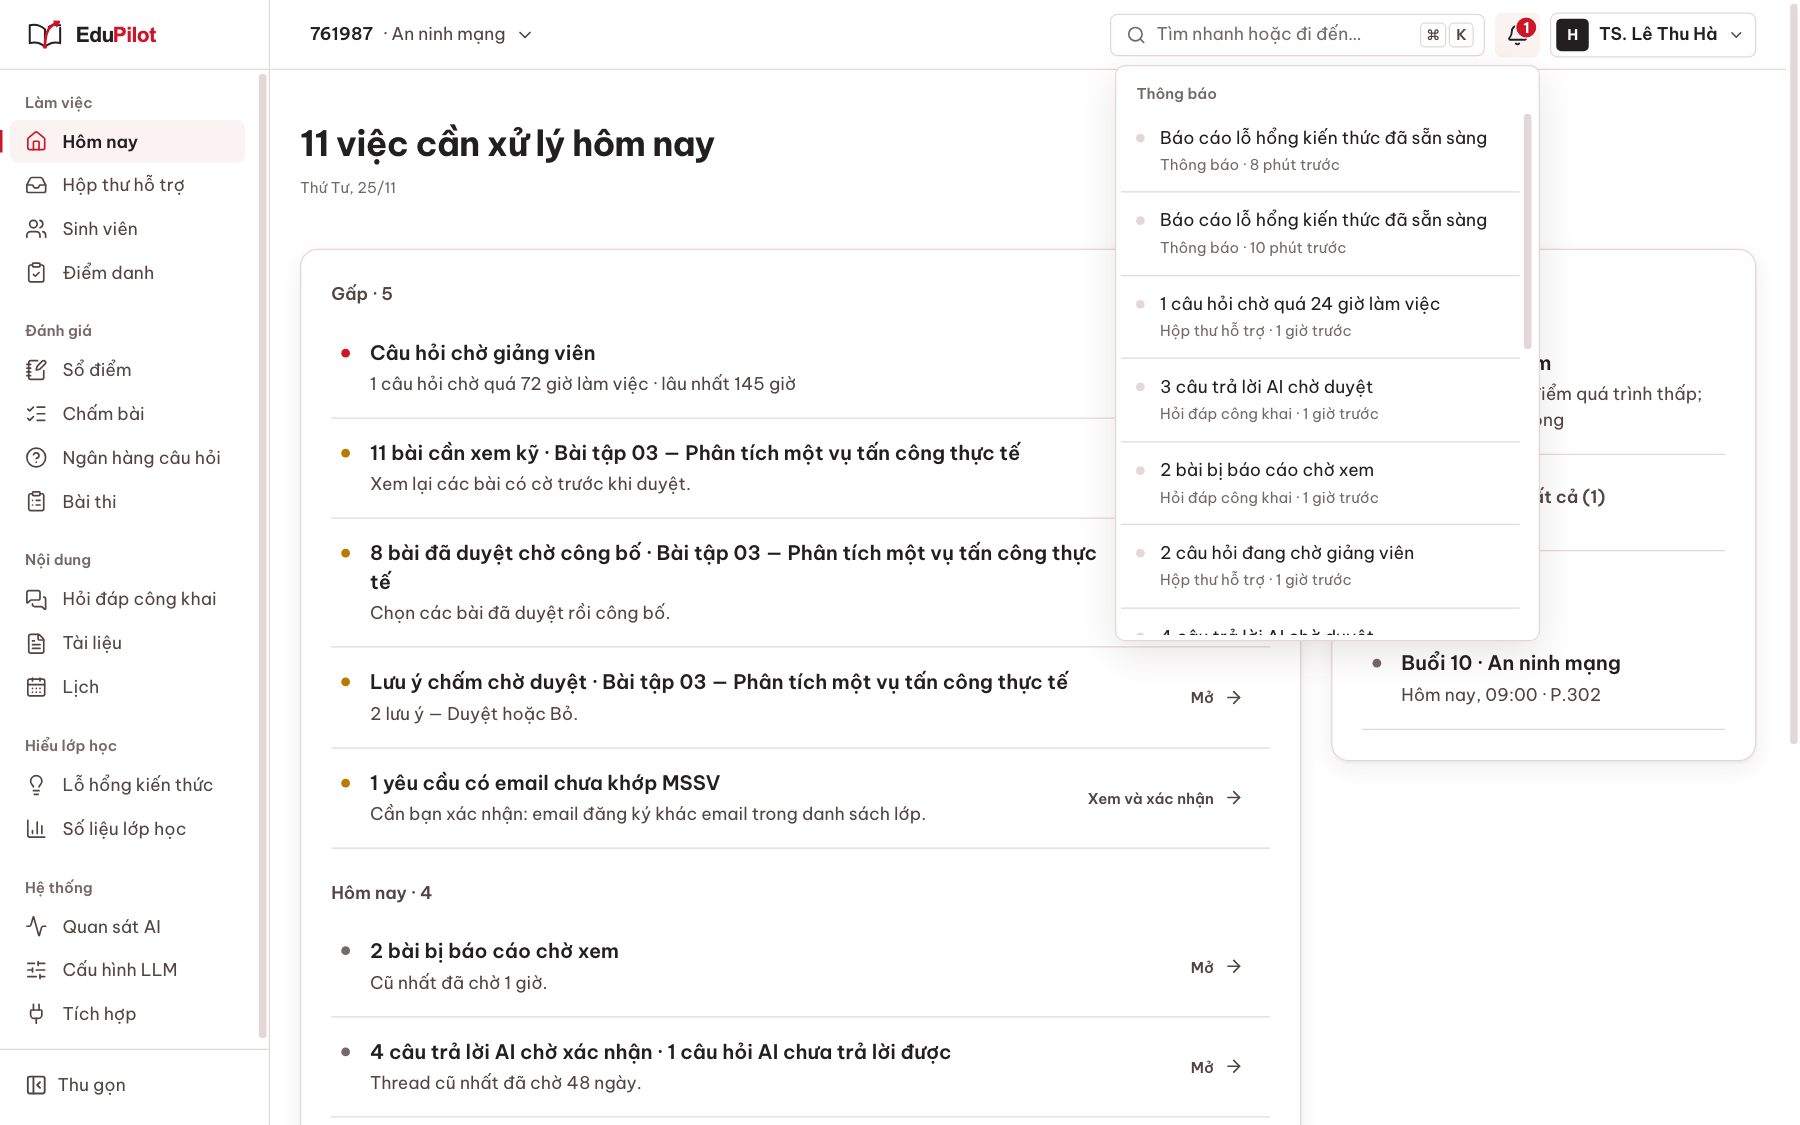 EduPilot
761987 · An ninh mạng
Tìm nhanh hoặc đi đến...
⌘ K
1
H TS. Lê Thu Hà
Làm việc
Hôm nay
Hộp thư hỗ trợ
Sinh viên
Điểm danh
Đánh giá
Sổ điểm
Chấm bài
Ngân hàng câu hỏi
Bài thi
Nội dung
Hỏi đáp công khai
Tài liệu
Lịch
Hiểu lớp học
Lỗ hổng kiến thức
Số liệu lớp học
Hệ thống
Quan sát AI
Cấu hình LLM
Tích hợp
Thu gọn
11 việc cần xử lý hôm nay
Thứ Tư, 25/11
Gấp · 5
Câu hỏi chờ giảng viên
1 câu hỏi chờ quá 72 giờ làm việc · lâu nhất 145 giờ
11 bài cần xem kỹ · Bài tập 03 — Phân tích một vụ tấn công thực tế
Xem lại các bài có cờ trước khi duyệt.
8 bài đã duyệt chờ công bố · Bài tập 03 — Phân tích một vụ tấn công thực
tế
Chọn các bài đã duyệt rồi công bố.
Lưu ý chấm chờ duyệt · Bài tập 03 — Phân tích một vụ tấn công thực tế
2 lưu ý — Duyệt hoặc Bỏ.
Mở
1 yêu cầu có email chưa khớp MSSV
Cần bạn xác nhận: email đăng ký khác email trong danh sách lớp.
Xem và xác nhận
Hôm nay · 4
2 bài bị báo cáo chờ xem
Cũ nhất đã chờ 1 giờ.
Mở
4 câu trả lời AI chờ xác nhận · 1 câu hỏi AI chưa trả lời được
Thread cũ nhất đã chờ 48 ngày.
Mở
Thông báo
Báo cáo lỗ hổng kiến thức đã sẵn sàng
Thông báo · 8 phút trước
Báo cáo lỗ hổng kiến thức đã sẵn sàng
Thông báo · 10 phút trước
1 câu hỏi chờ quá 24 giờ làm việc
Hộp thư hỗ trợ · 1 giờ trước
3 câu trả lời AI chờ duyệt
Hỏi đáp công khai · 1 giờ trước
2 bài bị báo cáo chờ xem
Hỏi đáp công khai · 1 giờ trước
2 câu hỏi đang chờ giảng viên
Hộp thư hỗ trợ · 1 giờ trước
4 câu trả lời AI chờ duyệt
điểm quá trình thấp;
tất cả (1)
Buổi 10 · An ninh mạng
Hôm nay, 09:00 · P.302